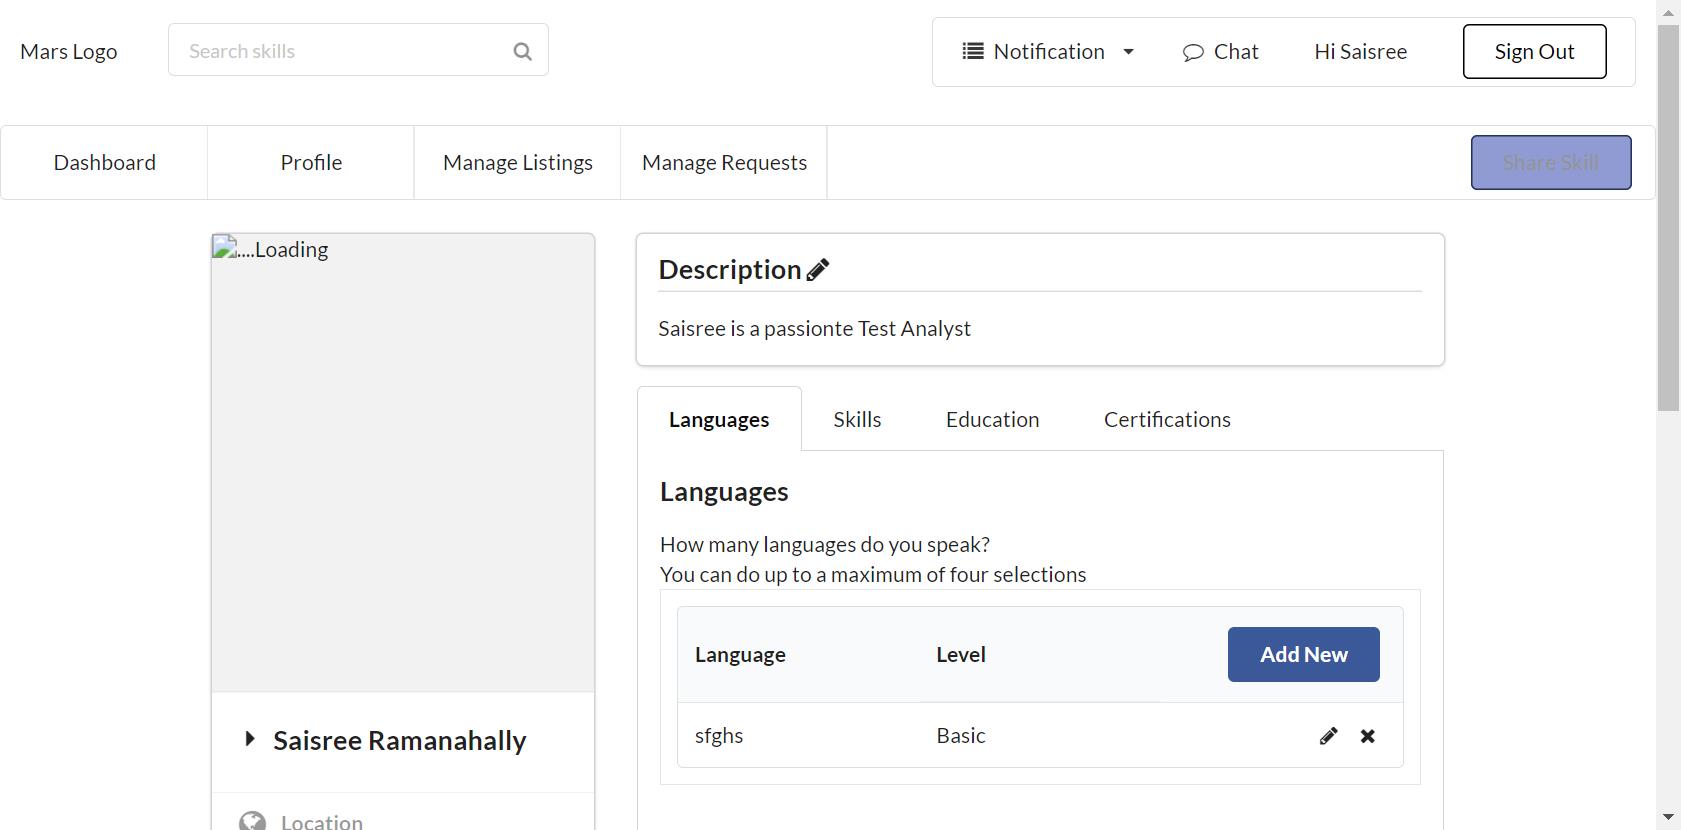 Mars Logo
Search skills
Notification
Chat
Hi Saisree
Sign Out
Dashboard
Profile
Manage Listings
Manage Requests
Share Skill
....Loading
Saisree Ramanahally
Location
Description
Saisree is a passionte Test Analyst
Languages
Skills
Education
Certifications
Languages
How many languages do you speak?
You can do up to a maximum of four selections
Language
Level
Add New
sfghs
Basic